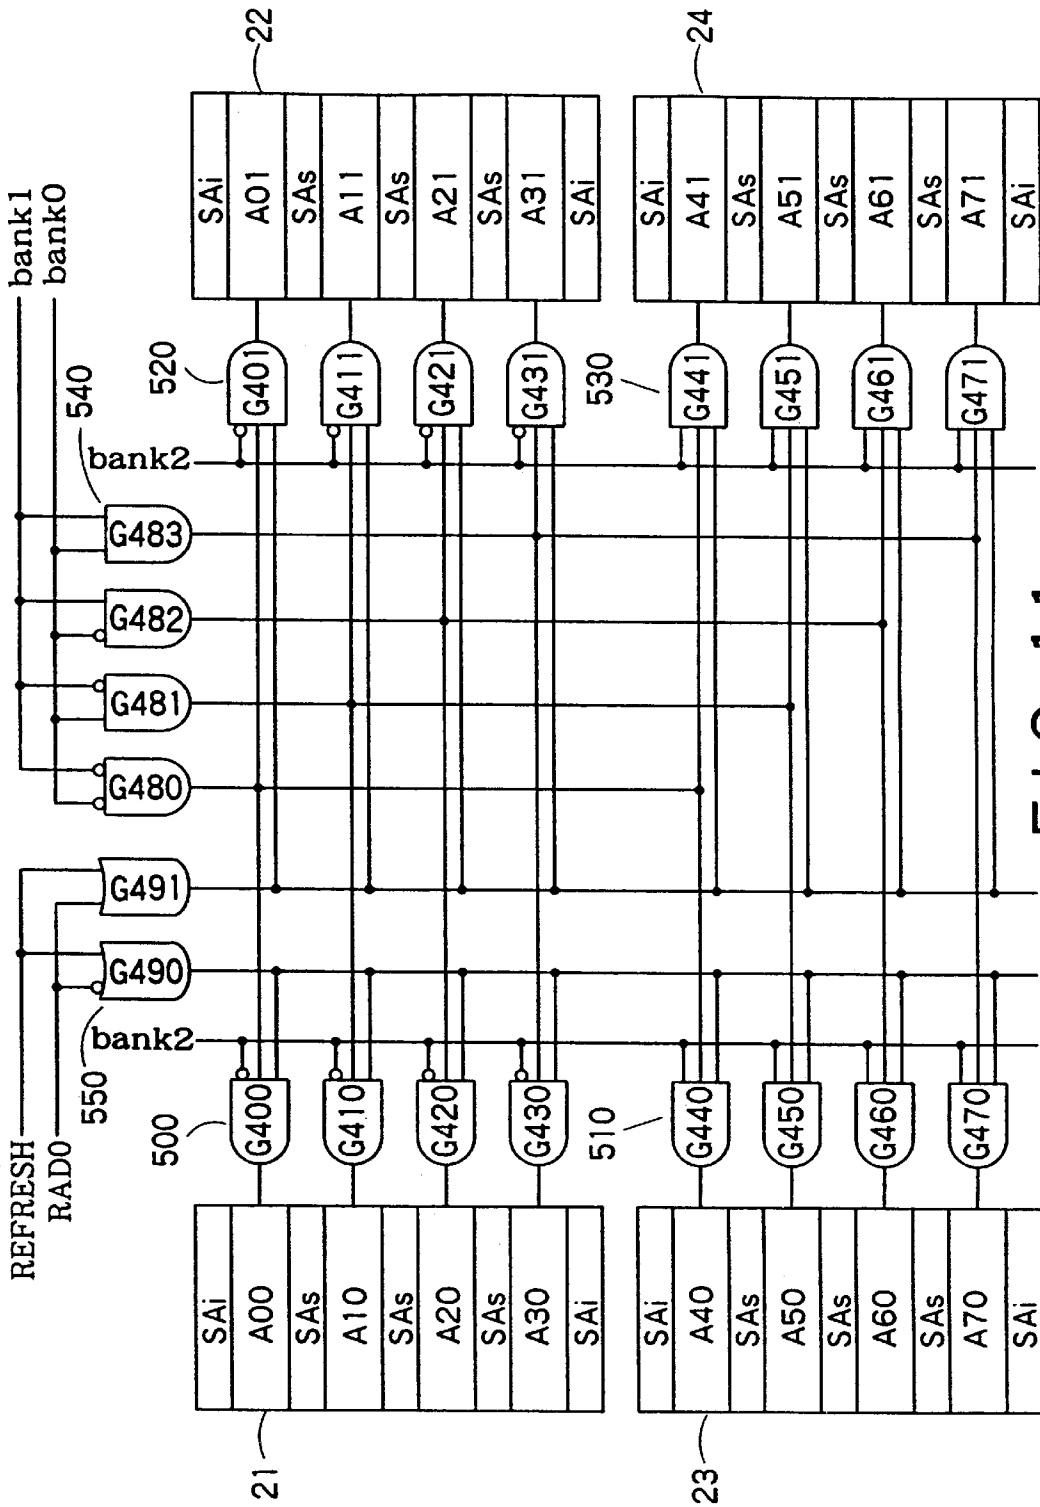 REFRESH
RAD0
bank1
bank0
550
540
G490
G491
G480
G481
G482
G483
bank2
bank2
500
520
21
22
SAi
A00
SAs
A10
SAs
A20
SAs
A30
SAi
G400
G410
G420
G430
G401
G411
G421
G431
SAi
A01
SAs
A11
SAs
A21
SAs
A31
SAi
510
530
23
24
SAi
A40
SAs
A50
SAs
A60
SAs
A70
SAi
G440
G450
G460
G470
G441
G451
G461
G471
SAi
A41
SAs
A51
SAs
A61
SAs
A71
SAi